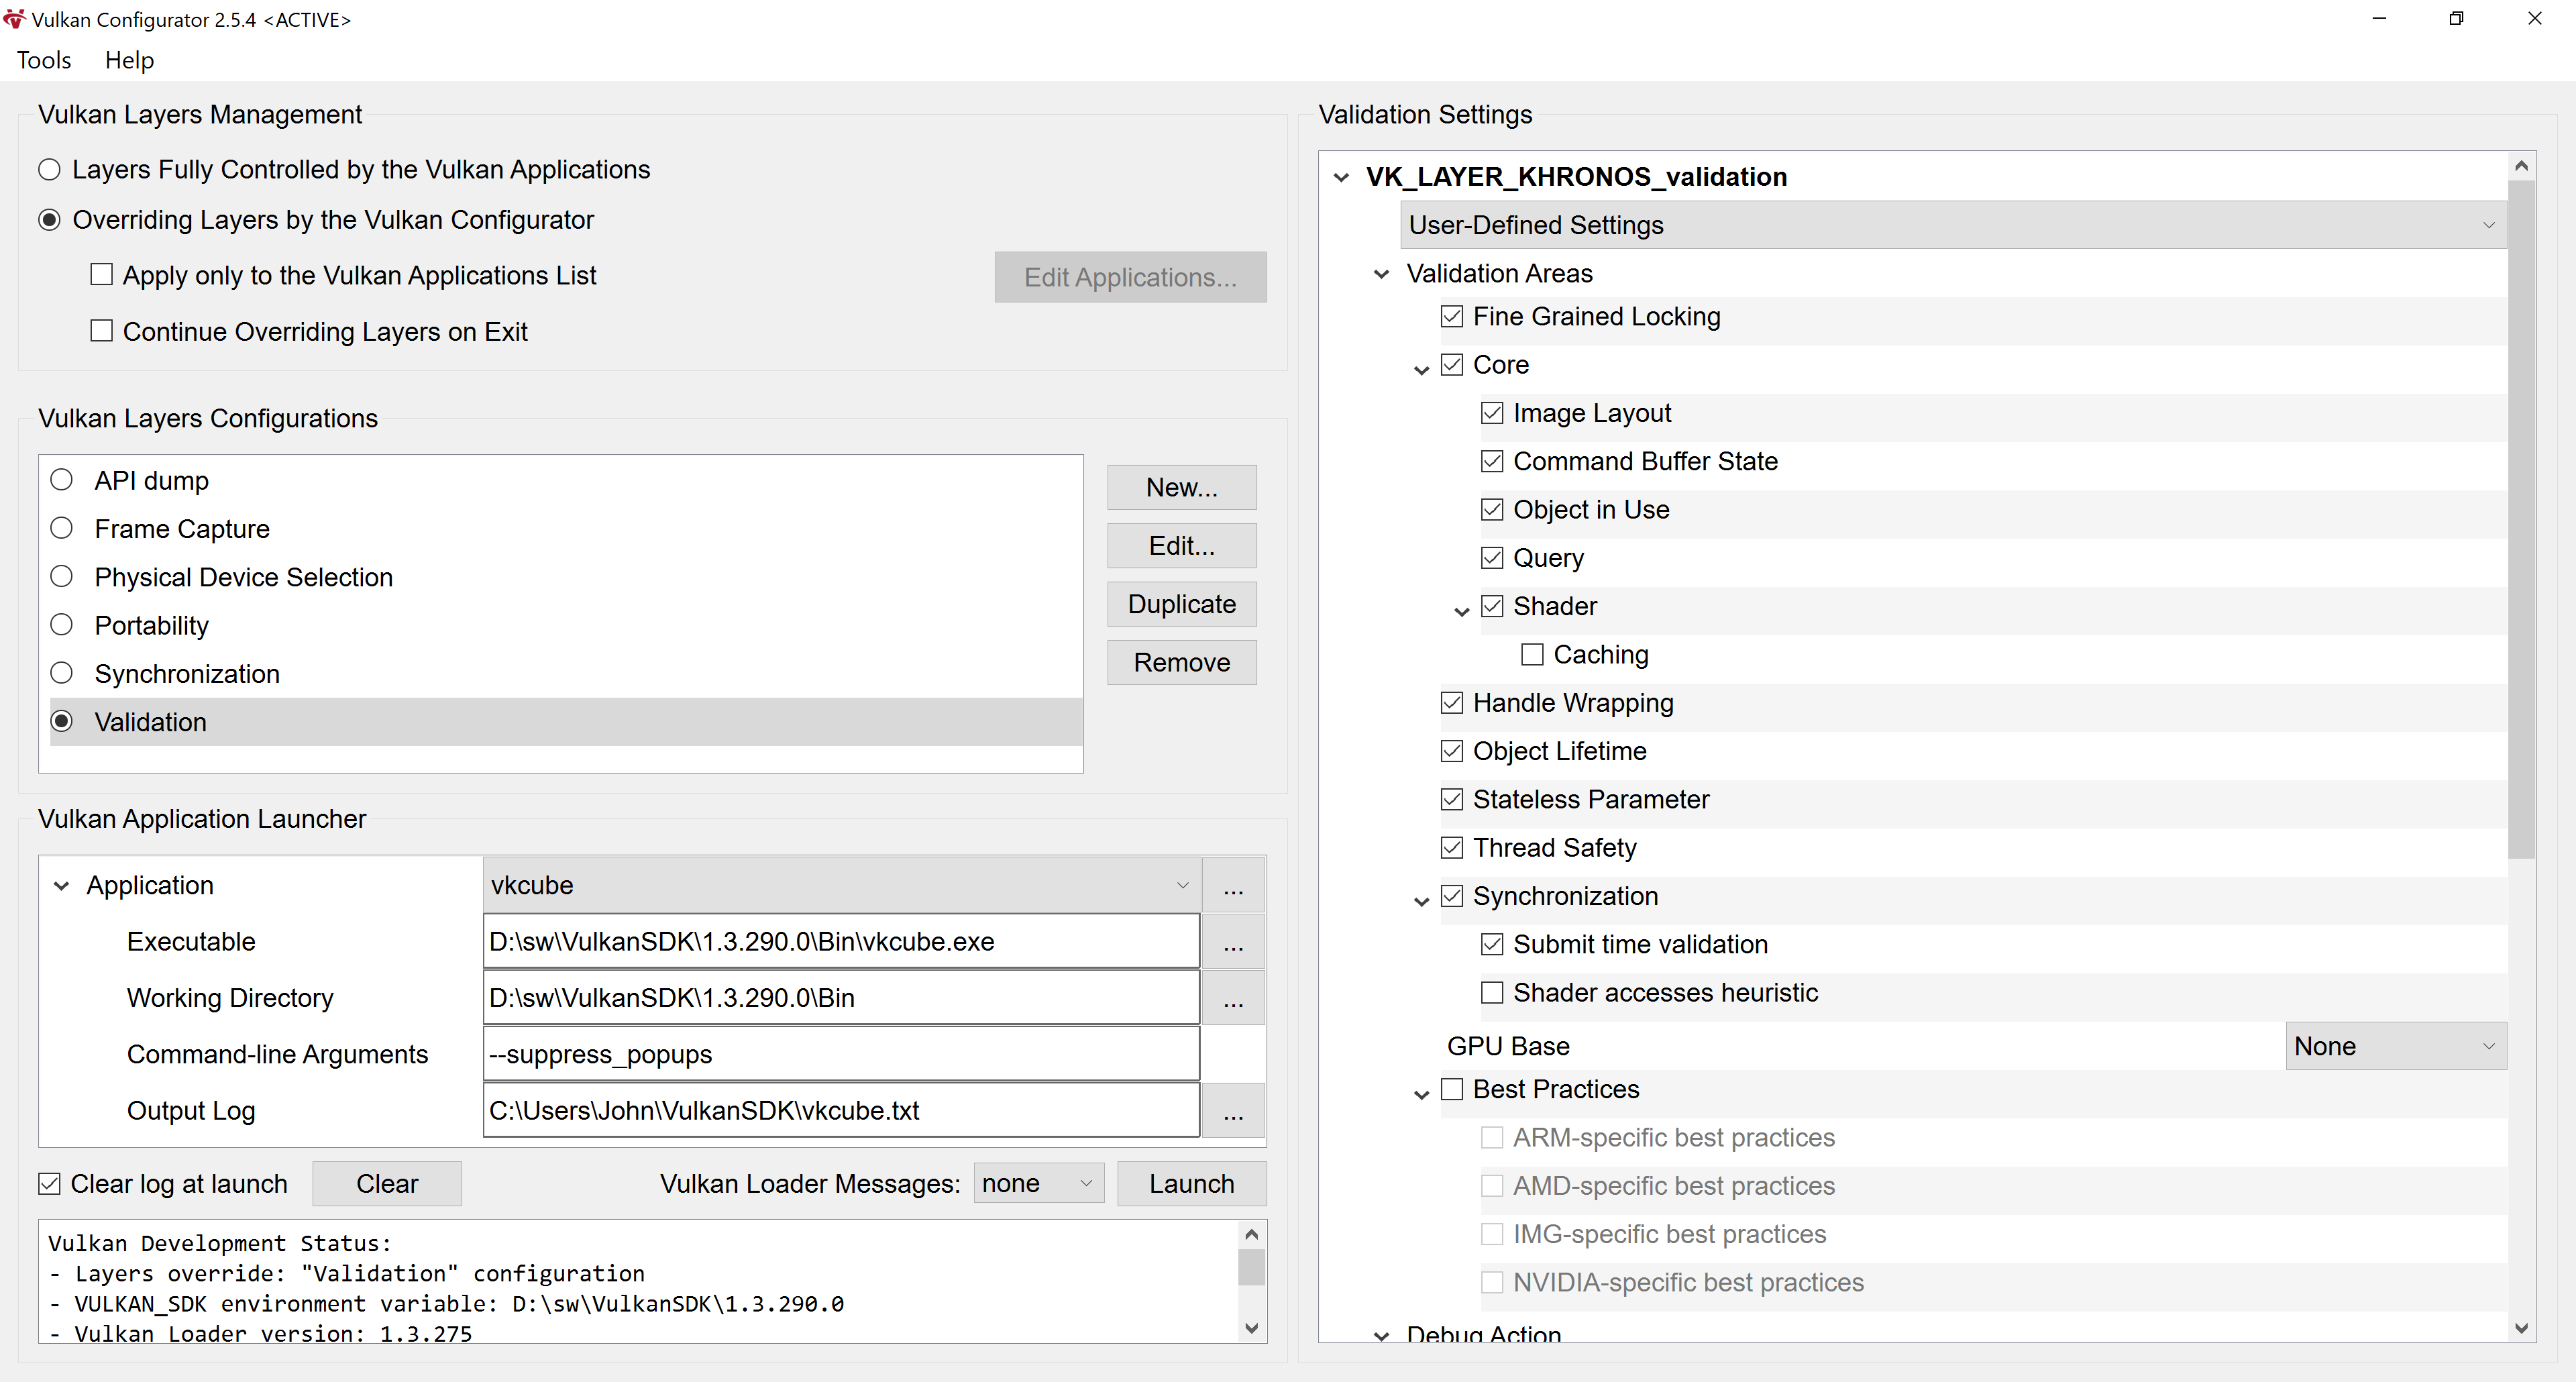 Vulkan Configurator 2.5.4 <ACTIVE>
Tools Help
Vulkan Layers Management
Layers Fully Controlled by the Vulkan Applications
Overriding Layers by the Vulkan Configurator
Apply only to the Vulkan Applications List
Edit Applications...
Continue Overriding Layers on Exit
Vulkan Layers Configurations
API dump
Frame Capture
Physical Device Selection
Portability
Synchronization
Validation
New...
Edit...
Duplicate
Remove
Vulkan Application Launcher
Application vkcube ...
Executable D:\sw\VulkanSDK\1.3.290.0\Bin\vkcube.exe ...
Working Directory D:\sw\VulkanSDK\1.3.290.0\Bin ...
Command-line Arguments --suppress_popups
Output Log C:\Users\John\VulkanSDK\vkcube.txt ...
Clear log at launch Clear Vulkan Loader Messages: none Launch
Vulkan Development Status:
- Layers override: "Validation" configuration
- VULKAN_SDK environment variable: D:\sw\VulkanSDK\1.3.290.0
- Vulkan Loader version: 1.3.275
Validation Settings
VK_LAYER_KHRONOS_validation
User-Defined Settings
Validation Areas
Fine Grained Locking
Core
Image Layout
Command Buffer State
Object in Use
Query
Shader
Caching
Handle Wrapping
Object Lifetime
Stateless Parameter
Thread Safety
Synchronization
Submit time validation
Shader accesses heuristic
GPU Base None
Best Practices
ARM-specific best practices
AMD-specific best practices
IMG-specific best practices
NVIDIA-specific best practices
Debug Action